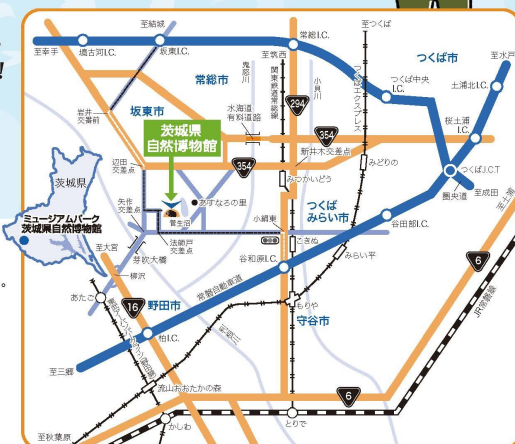 至結城
至つくば
至幸手
境古河I.C.
坂東I.C.
常総I.C.
至筑西
つくば市
至水戸
常総市
鬼怒川
関東鉄道常総線
小貝川
つくばエクスプレス
つくば中央
I.C.
土浦北I.C.
坂東市
岩井
交番前
水海道
有料道路
294
354
桜土浦
I.C.
茨城県
自然博物館
新井木交差点
354
みどりの
つくばJ.C.T
辺田
交差点
みつかいどう
圏央道
至成田
茨城県
あすなろの里
つくば
みらい市
至土浦
矢作
交差点
菅生沼
ミュージアムパーク
茨城県自然博物館
小絹東
谷田部I.C.
至大宮
法師戸
交差点
こきぬ
芽吹大橋
谷和原I.C.
みらい平
6
柳沢
あたご
16
野田市
常磐自動車道
もりや
守谷市
JR常磐線
利根川
柏I.C.
至三郷
流山おおたかの森
6
至秋葉原
かしわ
とりで